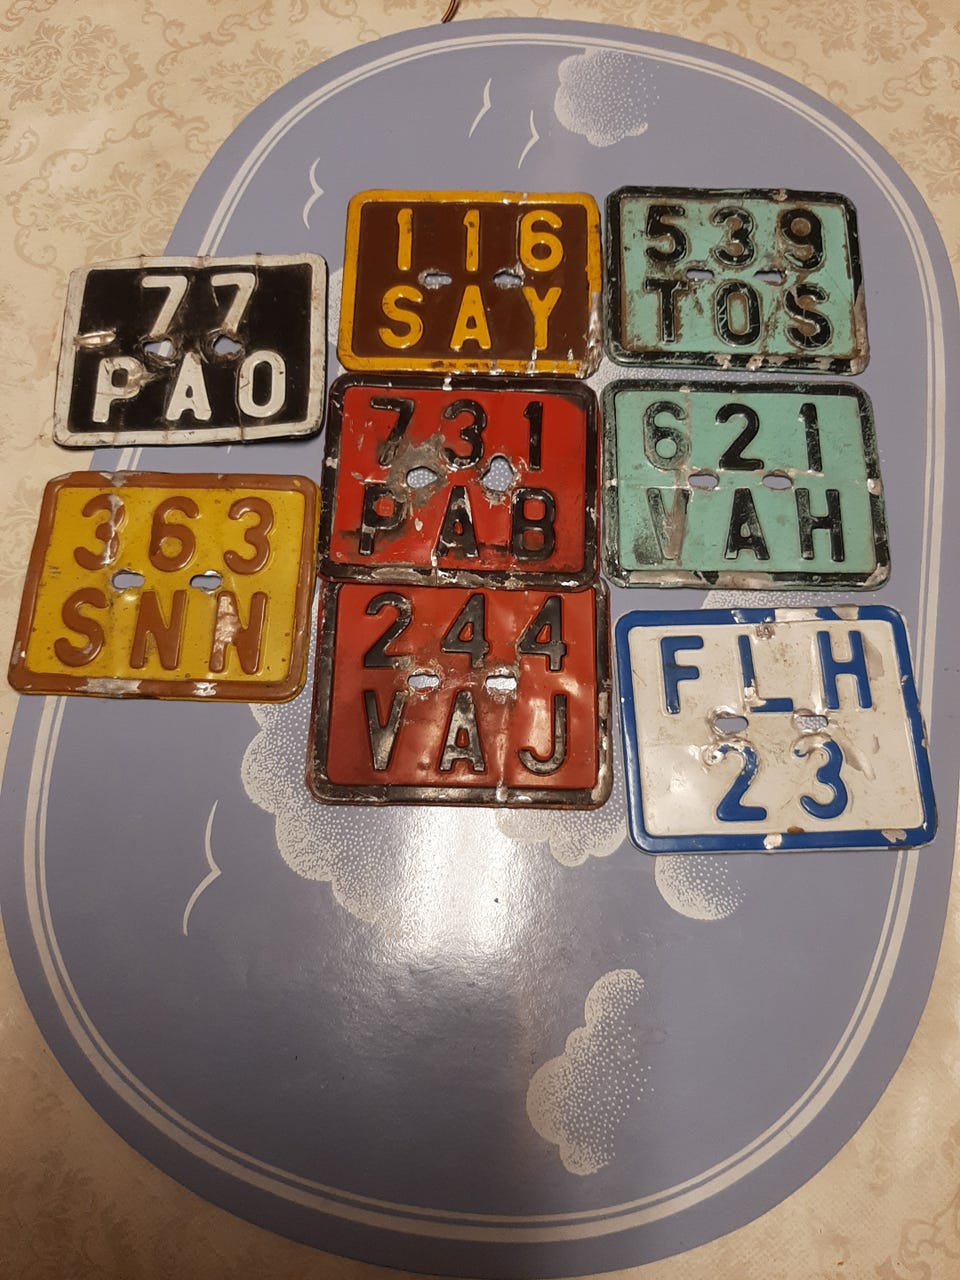 77
PAO
363
SNN
116
SAY
731
PAB
244
VAJ
539
TOS
621
VAH
FLH
23